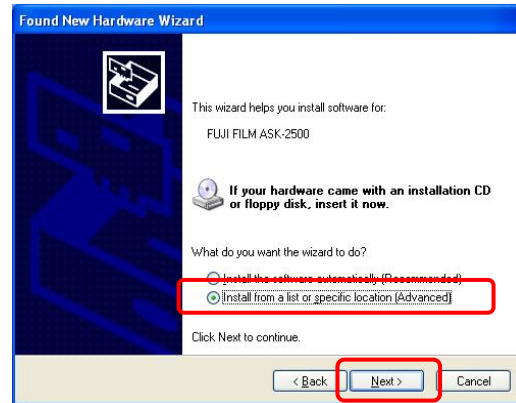 Found New Hardware Wizard
This wizard helps you install software for:
FUJI FILM ASK-2500
If your hardware came with an installation CD
or floppy disk, insert it now.
What do you want the wizard to do?
Install the software automatically (Recommended)
Install from a list or specific location (Advanced)
Click Next to continue.
< Back
Next >
Cancel